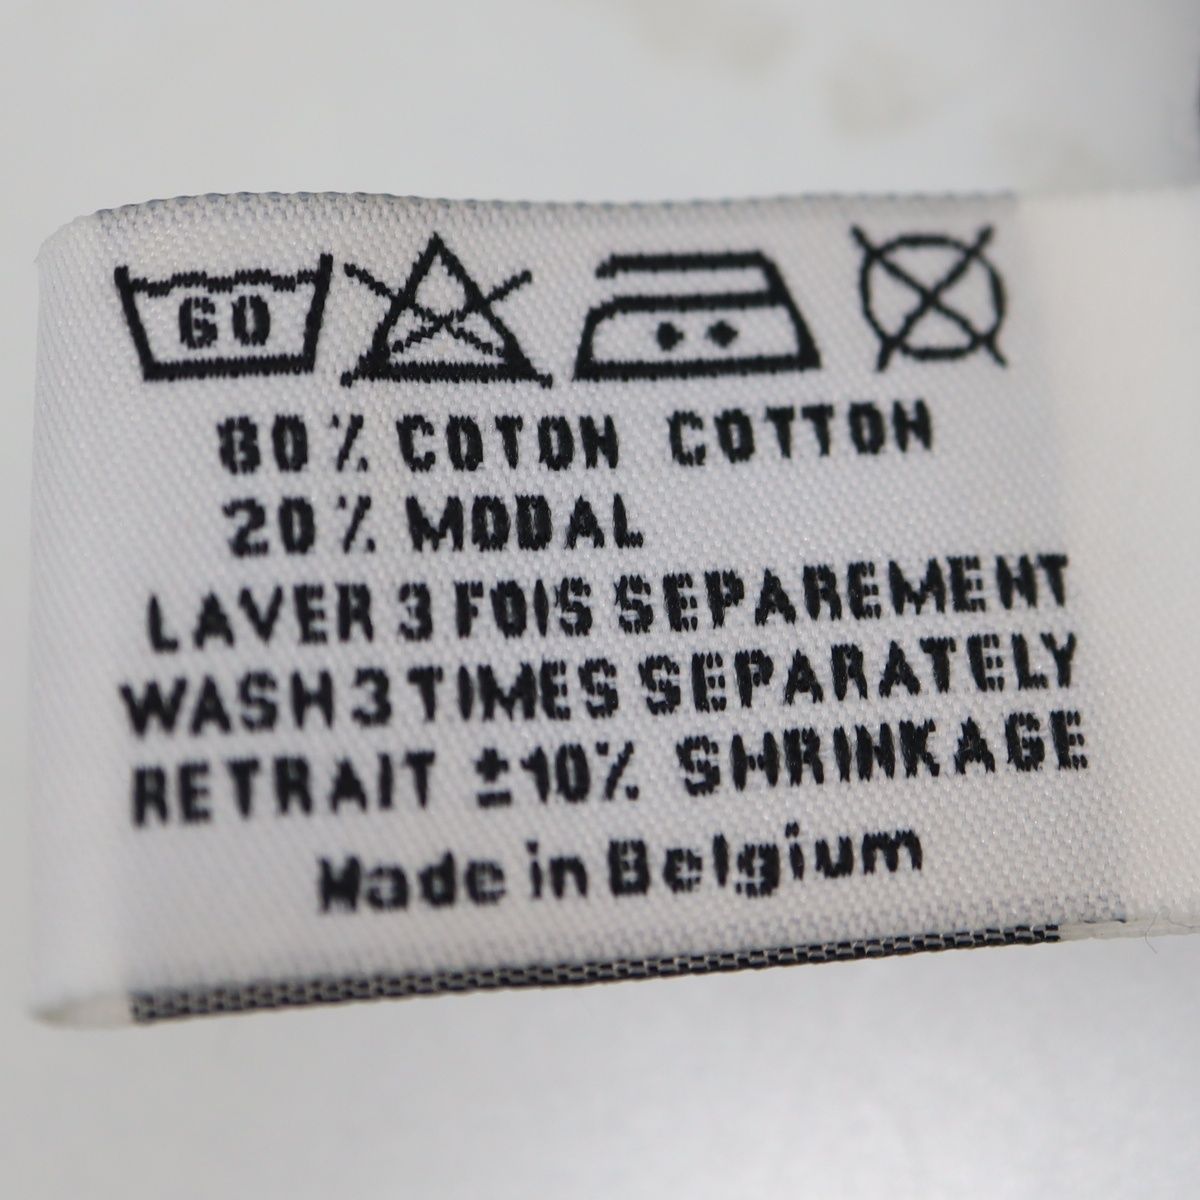 60
80% COTON COTTON
20% MODAL
LAVER 3 FOIS SEPAREMENT
WASH 3 TIMES SEPARATELY
RETRAIT ±10% SHRINKAGE
Made in Belgium